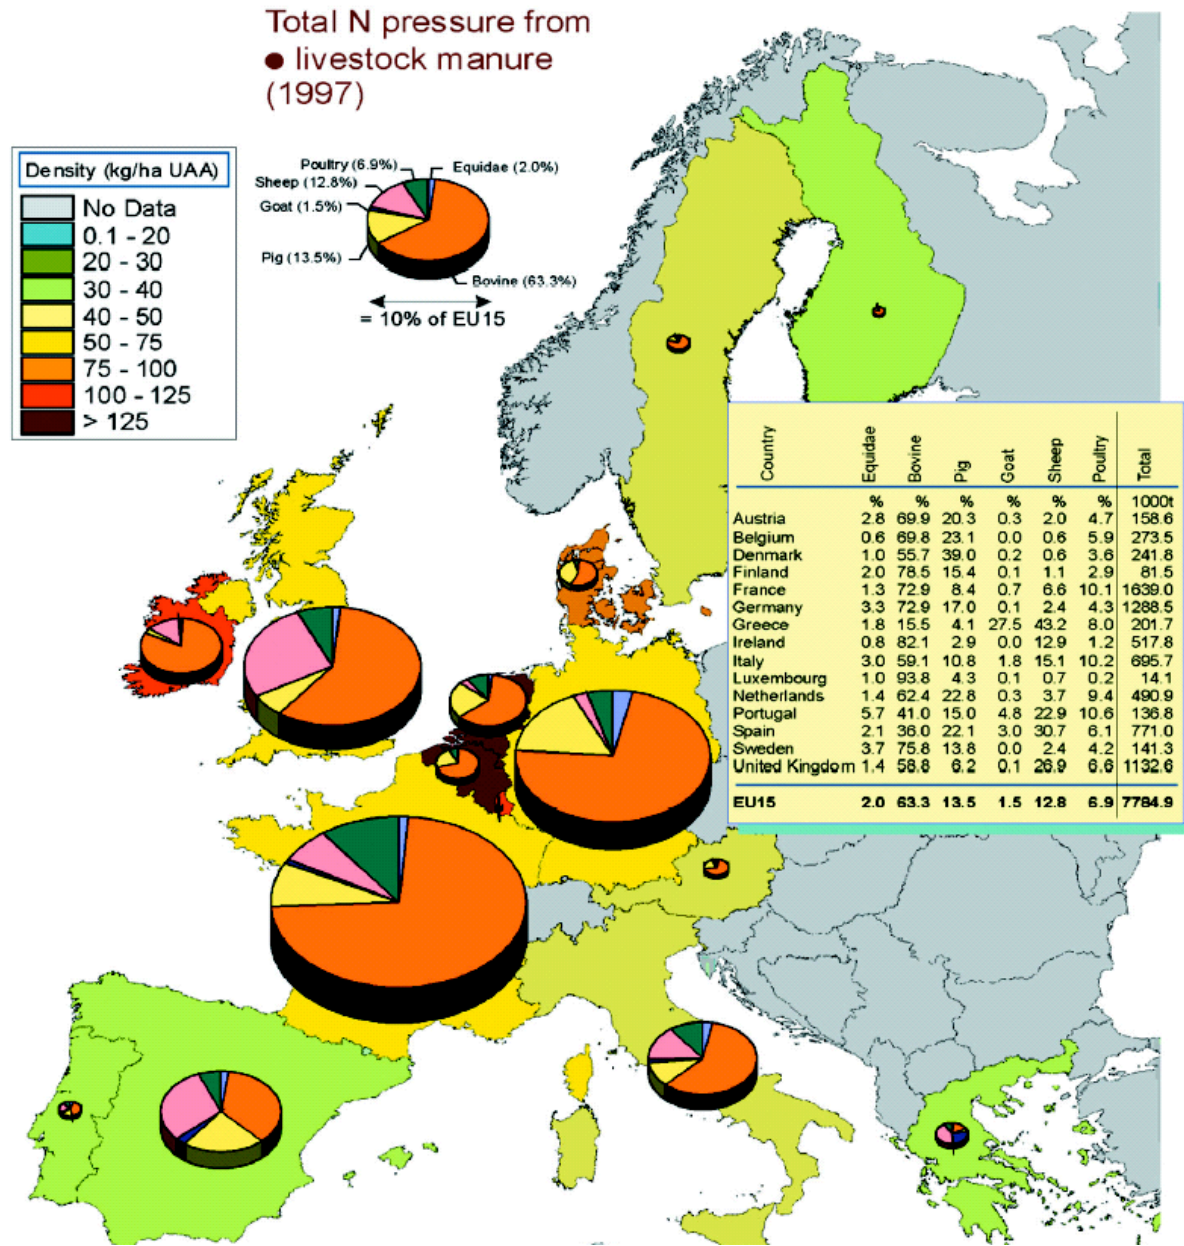 Total N pressure from
● livestock manure
(1997)
Density (kg/ha UAA)
No Data
0.1 - 20
20 - 30
30 - 40
40 - 50
50 - 75
75 - 100
100 - 125
> 125
Poultry (6.9%)
Equidae (2.0%)
Sheep (12.8%)
Goat (1.5%)
Pig (13.5%)
Bovine (63.3%)
= 10% of EU15
Country Equidae Bovine Pig Goat Sheep Poultry Total
% % % % % % 1000t
Austria 2.8 69.9 20.3 0.3 2.0 4.7 158.6
Belgium 0.6 69.8 23.1 0.0 0.6 5.9 273.5
Denmark 1.0 55.7 39.0 0.2 0.6 3.6 241.8
Finland 2.0 78.5 15.4 0.1 1.1 2.9 81.5
France 1.3 72.9 8.4 0.7 6.6 10.1 1639.0
Germany 3.3 72.9 17.0 0.1 2.4 4.3 1288.5
Greece 1.8 15.5 4.1 27.5 43.2 8.0 201.7
Ireland 0.8 82.1 2.9 0.0 12.9 1.2 517.8
Italy 3.0 59.1 10.8 1.8 15.1 10.2 695.7
Luxembourg 1.0 93.8 4.3 0.1 0.7 0.2 14.1
Netherlands 1.4 62.4 22.8 0.3 3.7 9.4 490.9
Portugal 5.7 41.0 15.0 4.8 22.9 10.6 136.8
Spain 2.1 36.0 22.1 3.0 30.7 6.1 771.0
Sweden 3.7 75.8 13.8 0.0 2.4 4.2 141.3
United Kingdom 1.4 58.8 6.2 0.1 26.9 6.6 1132.6
EU15 2.0 63.3 13.5 1.5 12.8 6.9 7784.9